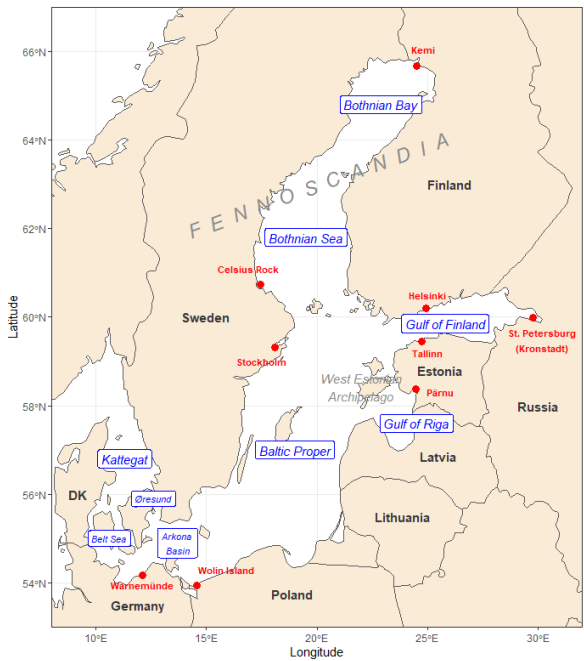 66°N
64°N
62°N
60°N
58°N
56°N
54°N
Latitude
Kemi
Bothnian Bay
FENNOSCANDIA
Finland
Bothnian Sea
Celsius Rock
Helsinki
Sweden
Gulf of Finland
St. Petersburg
(Kronstadt)
Stockholm
Tallinn
Estonia
West Estonian
Archipelago
Pärnu
Russia
Gulf of Riga
Kattegat
Baltic Proper
Latvia
DK
Øresund
Lithuania
Belt Sea
Arkona
Basin
Wolin Island
Warnemünde
Poland
Germany
10°E
15°E
20°E
25°E
30°E
Longitude